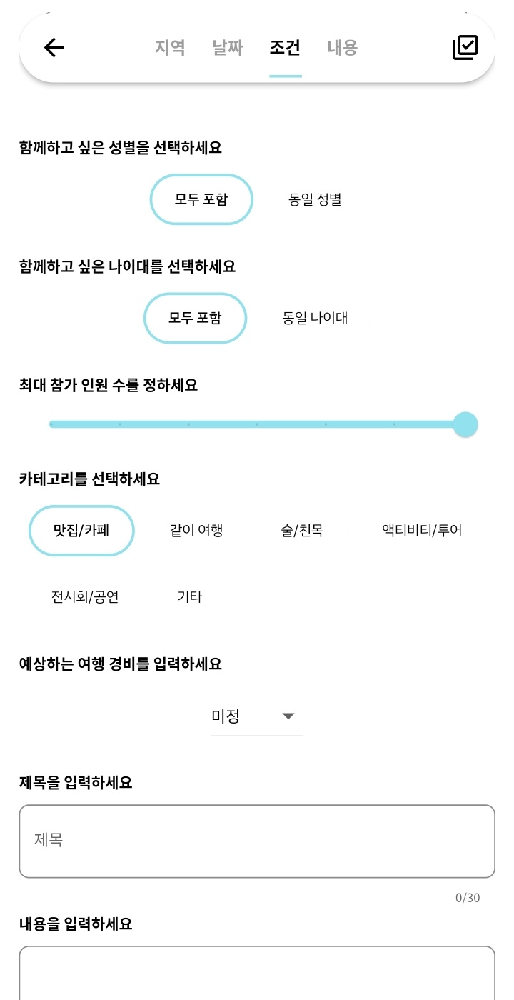 지역 날짜 조건 내용
함께하고 싶은 성별을 선택하세요
모두 포함 동일 성별
함께하고 싶은 나이대를 선택하세요
모두 포함 동일 나이대
최대 참가 인원 수를 정하세요
카테고리를 선택하세요
맛집/카페 같이 여행 술/친목 액티비티/투어
전시회/공연 기타
예상하는 여행 경비를 입력하세요
미정
제목을 입력하세요
제목
0/30
내용을 입력하세요